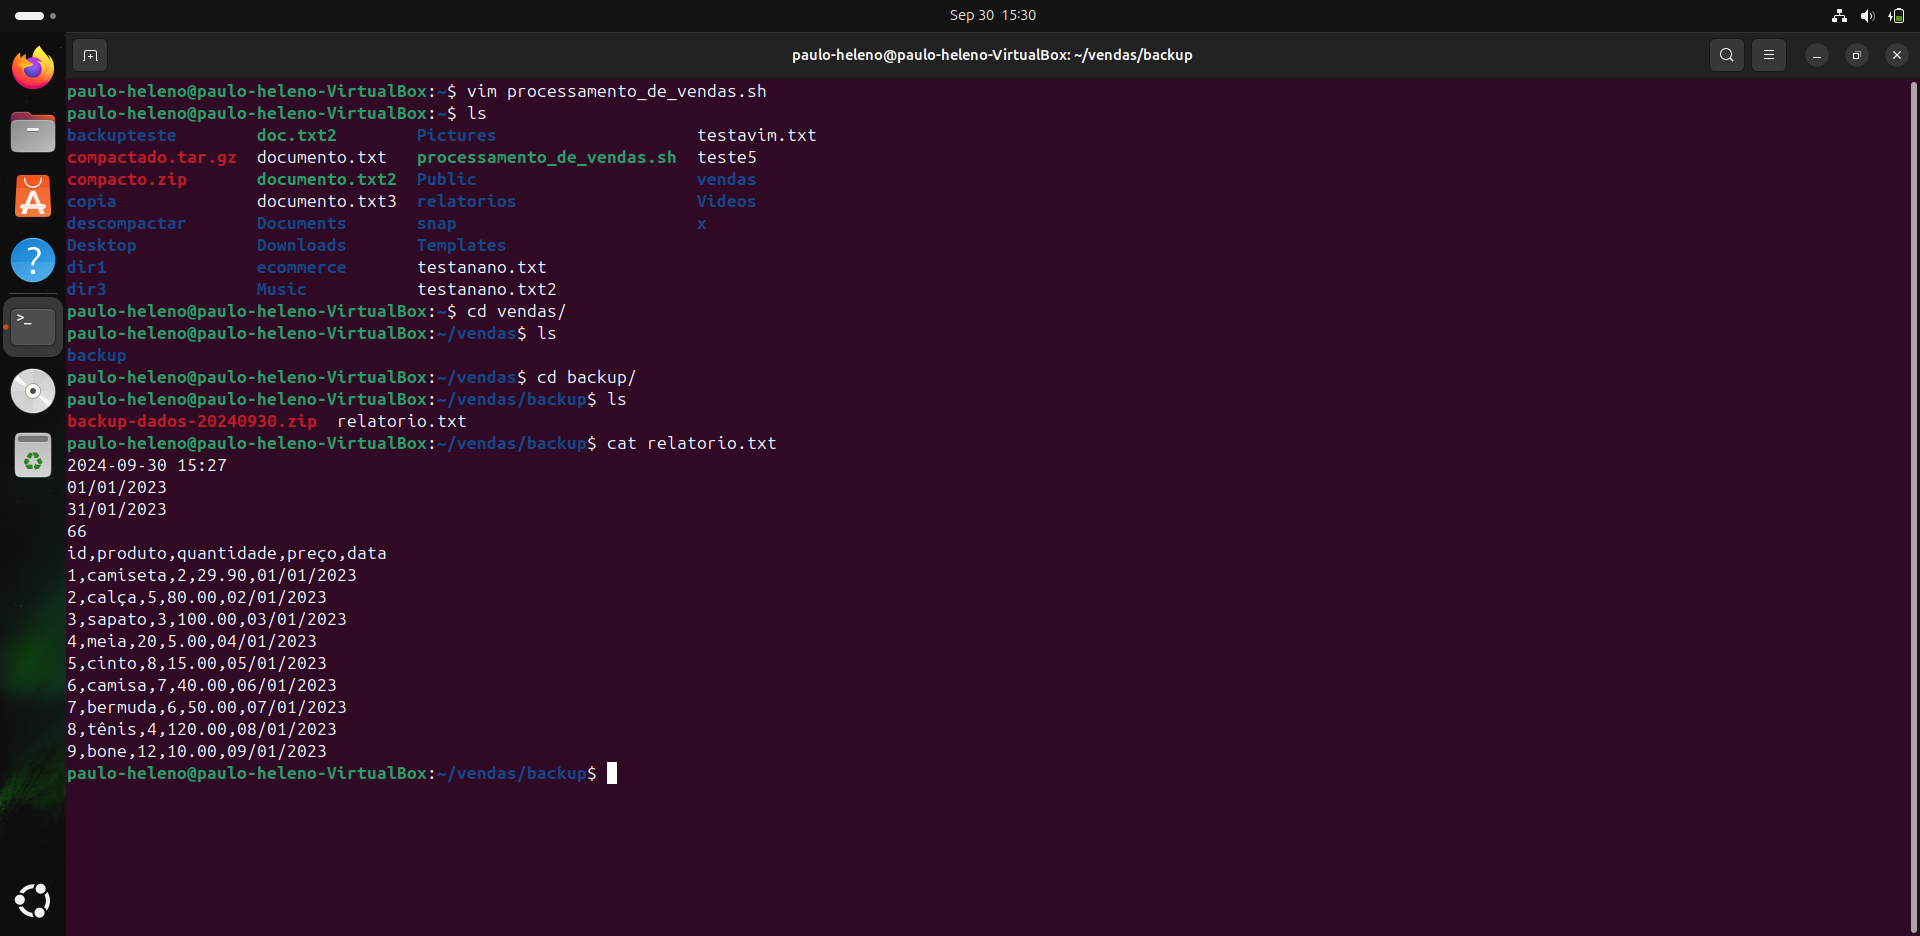 Sep 30 15:30
paulo-heleno@paulo-heleno-VirtualBox: ~/vendas/backup
paulo-heleno@paulo-heleno-VirtualBox:~$ vim processamento_de_vendas.sh
paulo-heleno@paulo-heleno-VirtualBox:~$ ls
backupteste doc.txt2 Pictures testavim.txt
compactado.tar.gz documento.txt processamento_de_vendas.sh teste5
compacto.zip documento.txt2 Public vendas
copia documento.txt3 relatorios Videos
descompactar Documents snap x
Desktop Downloads Templates
dir1 ecommerce testanano.txt
dir3 Music testanano.txt2
paulo-heleno@paulo-heleno-VirtualBox:~$ cd vendas/
paulo-heleno@paulo-heleno-VirtualBox:~/vendas$ ls
backup
paulo-heleno@paulo-heleno-VirtualBox:~/vendas$ cd backup/
paulo-heleno@paulo-heleno-VirtualBox:~/vendas/backup$ ls
backup-dados-20240930.zip relatorio.txt
paulo-heleno@paulo-heleno-VirtualBox:~/vendas/backup$ cat relatorio.txt
2024-09-30 15:27
01/01/2023
31/01/2023
66
id,produto,quantidade,preço,data
1,camiseta,2,29.90,01/01/2023
2,calça,5,80.00,02/01/2023
3,sapato,3,100.00,03/01/2023
4,meia,20,5.00,04/01/2023
5,cinto,8,15.00,05/01/2023
6,camisa,7,40.00,06/01/2023
7,bermuda,6,50.00,07/01/2023
8,tênis,4,120.00,08/01/2023
9,bone,12,10.00,09/01/2023
paulo-heleno@paulo-heleno-VirtualBox:~/vendas/backup$